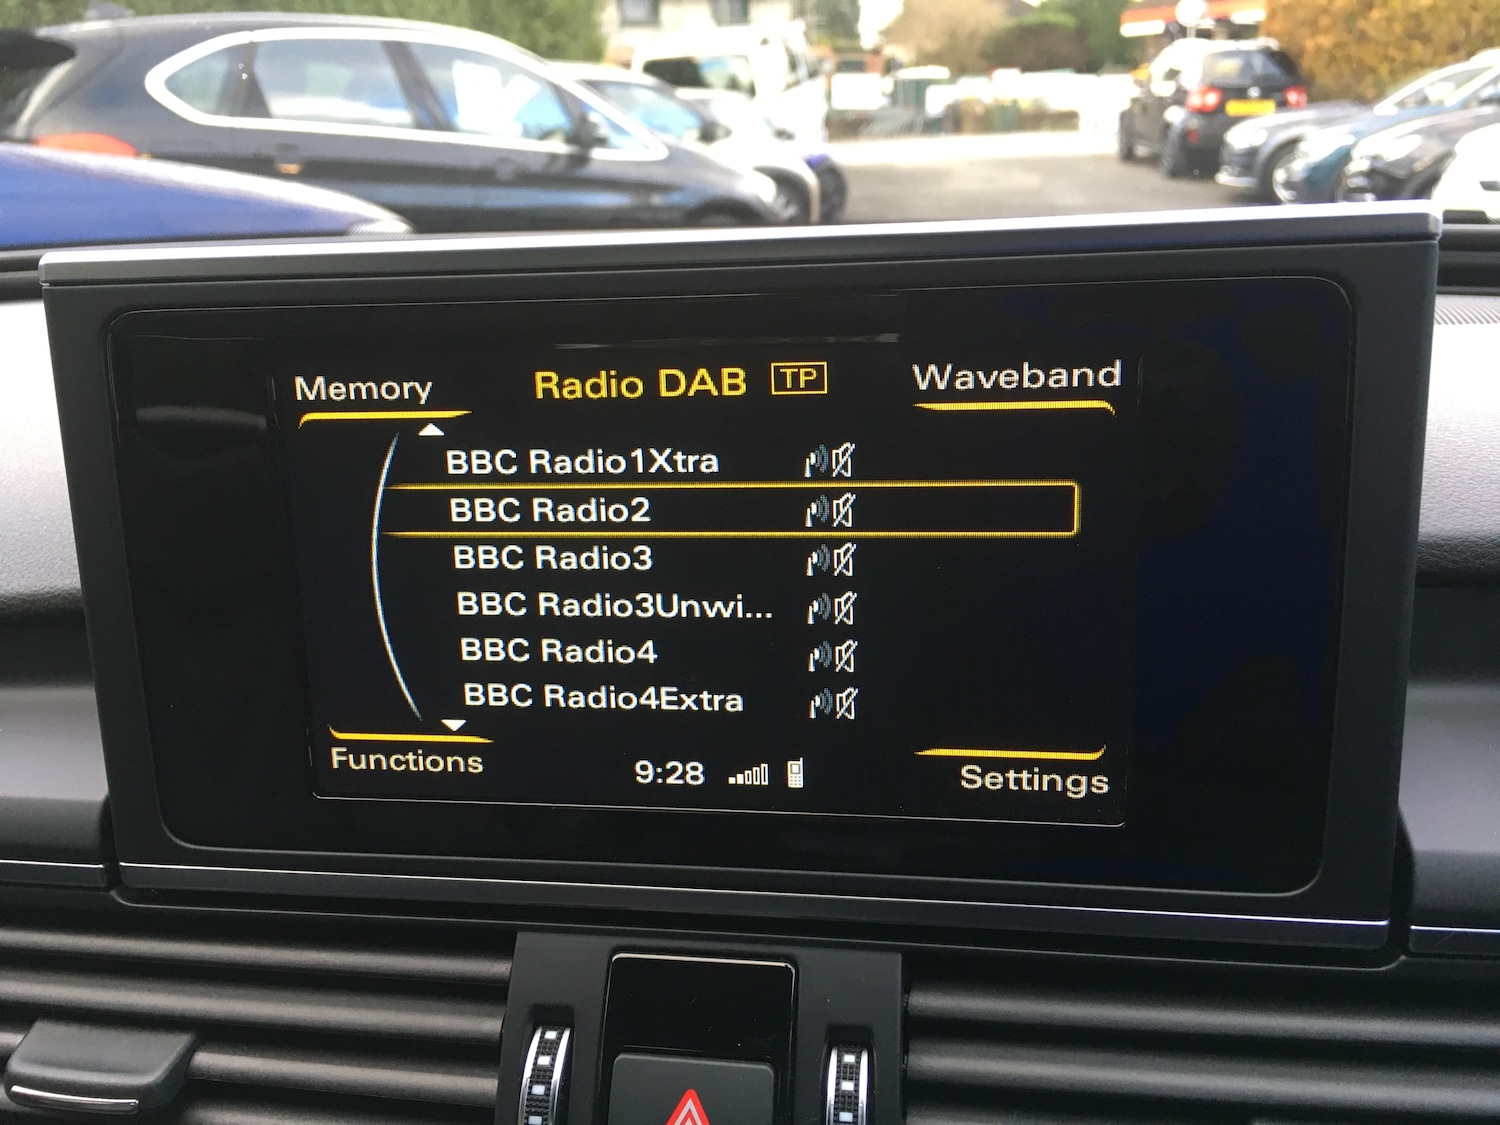 Memory
Radio DAB TP
Waveband
BBC Radio1Xtra
BBC Radio2
BBC Radio3
BBC Radio3Unwi...
BBC Radio4
BBC Radio4Extra
Functions
9:28
Settings